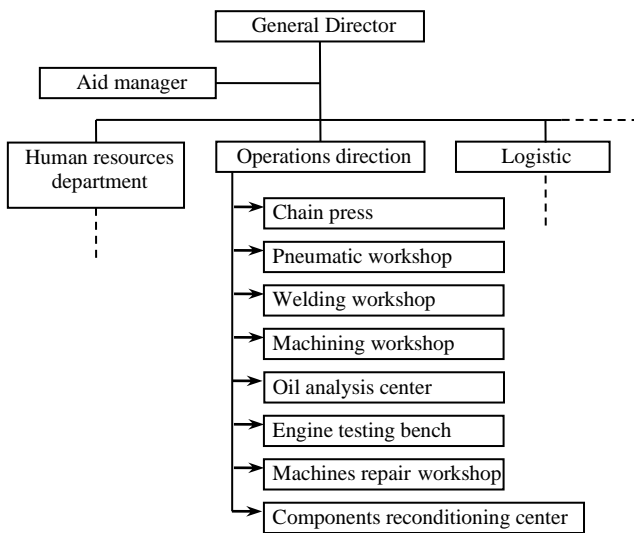 General Director
Aid manager
Human resources
department
Operations direction
Logistic
Chain press
Pneumatic workshop
Welding workshop
Machining workshop
Oil analysis center
Engine testing bench
Machines repair workshop
Components reconditioning center